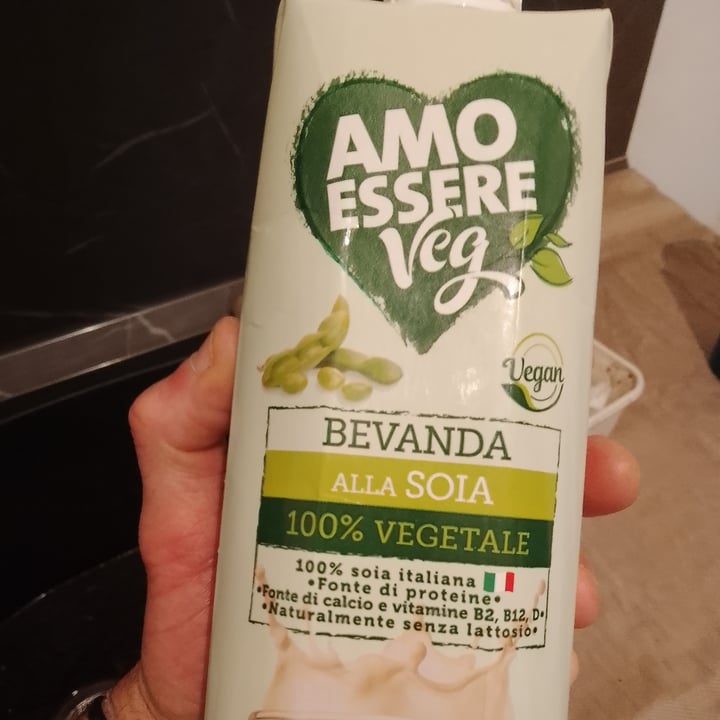 AMO
ESSERE
Veg
Vegan
BEVANDA
ALLA SOIA
100% VEGETALE
100% soia italiana
•Fonte di proteine•
•Fonte di calcio e vitamine B2, B12, D•
•Naturalmente senza lattosio•